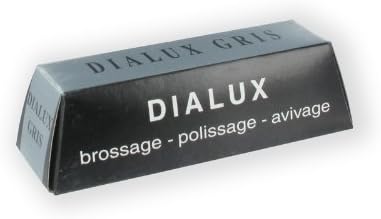 DIALUX GRIS
DIALUX
GRIS
DIALUX
brossage - polissage - avivage